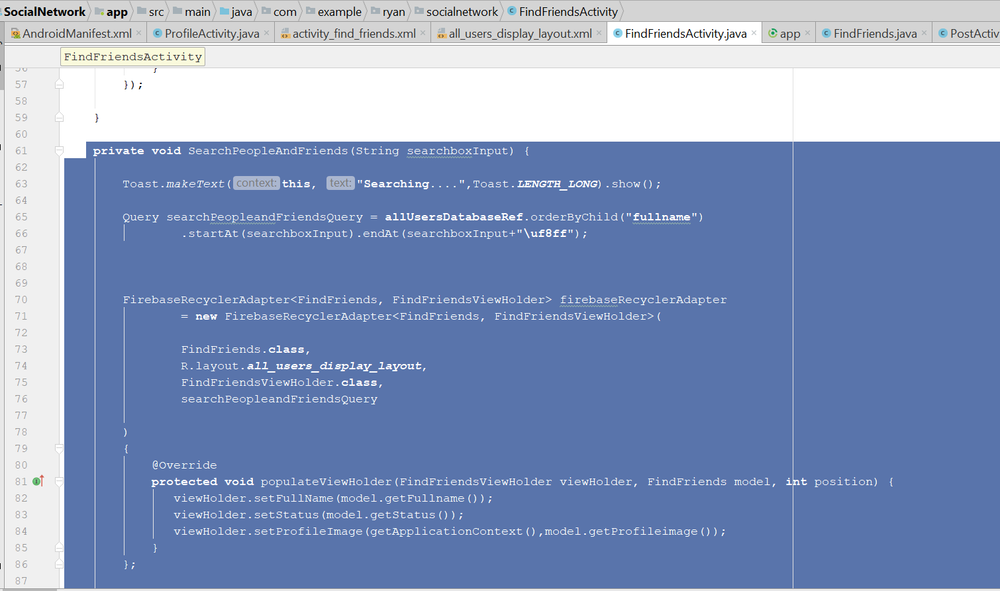 SocialNetwork app src main java com example ryan socialnetwork FindFriendsActivity
AndroidManifest.xml ProfileActivity.java activity_find_friends.xml all_users_display_layout.xml FindFriendsActivity.java app FindFriends.java PostActiv
FindFriendsActivity
56 }
57 });
58
59 }
60
61 private void SearchPeopleAndFriends(String searchboxInput) {
62
63 Toast.makeText( context: this, text: "Searching....",Toast.LENGTH_LONG).show();
64
65 Query searchPeopleandFriendsQuery = allUsersDatabaseRef.orderByChild("fullname")
66 .startAt(searchboxInput).endAt(searchboxInput+"\uf8ff");
67
68
69
70 FirebaseRecyclerAdapter<FindFriends, FindFriendsViewHolder> firebaseRecyclerAdapter
71 = new FirebaseRecyclerAdapter<FindFriends, FindFriendsViewHolder>(
72
73 FindFriends.class,
74 R.layout.all_users_display_layout,
75 FindFriendsViewHolder.class,
76 searchPeopleandFriendsQuery
77
78 )
79 {
80 @Override
81 protected void populateViewHolder(FindFriendsViewHolder viewHolder, FindFriends model, int position) {
82 viewHolder.setFullName(model.getFullname());
83 viewHolder.setStatus(model.getStatus());
84 viewHolder.setProfileImage(getApplicationContext(),model.getProfileimage());
85 }
86 };
87